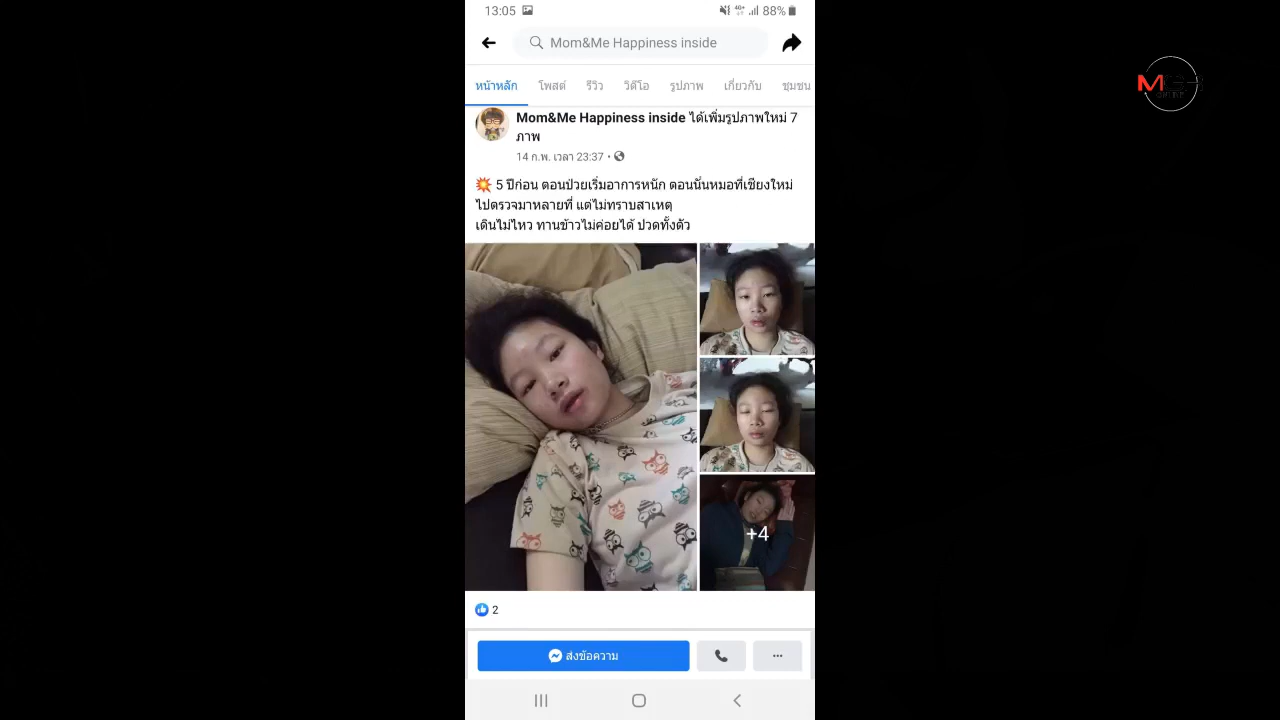 13:05
4G+
88%
Mom&Me Happiness inside
หน้าหลัก โพสต์ รีวิว วิดีโอ รูปภาพ เกี่ยวกับ ชุมชน
Mom&Me Happiness inside ได้เพิ่มรูปภาพใหม่ 7
ภาพ
14 ก.พ. เวลา 23:37 •
5 ปีก่อน ตอนป่วยเริ่มอาการหนัก ตอนนั้นหมอที่เชียงใหม่
ไปตรวจมาหลายที่ แต่ไม่ทราบสาเหตุ
เดินไม่ไหว ทานข้าวไม่ค่อยได้ ปวดทั้งตัว
+4
2
ส่งข้อความ